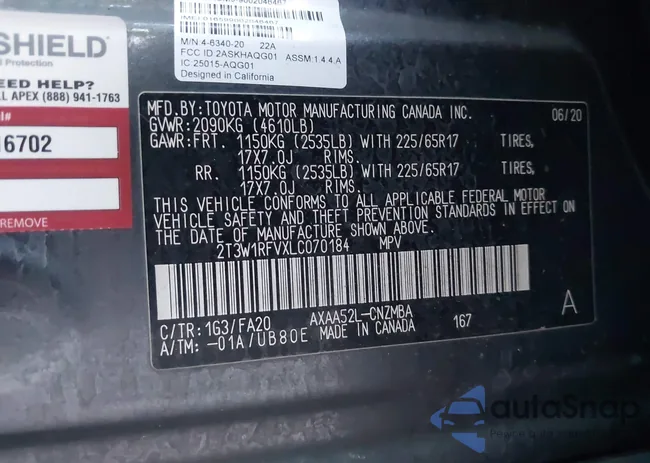 M/N 4-6340-20 22A
FCC ID 2ASKHAQG01 ASSM:1 4 4.A
IC 25015-AQG01
Designed in California
SHIELD
Protection
HELP?
APEX (888) 941-1763
6702
REMOVE
MFD.BY:TOYOTA MOTOR MANUFACTURING CANADA INC. 06/20
GVWR:2090KG (4610LB)
GAWR:FRT. 1150KG (2535LB) WITH 225/65R17 TIRES,
17X7.0J RIMS.
RR. 1150KG (2535LB) WITH 225/65R17 TIRES,
17X7.0J RIMS.
THIS VEHICLE CONFORMS TO ALL APPLICABLE FEDERAL MOTOR
VEHICLE SAFETY AND THEFT PREVENTION STANDARDS IN EFFECT ON
THE DATE OF MANUFACTURE SHOWN ABOVE.
2T3W1RFVXLC070184 MPV
C/TR:1G3/FA20 AXAA52L-CNZMBA 167 A
A/TM:-01A/UB80E MADE IN CANADA
autoSnap